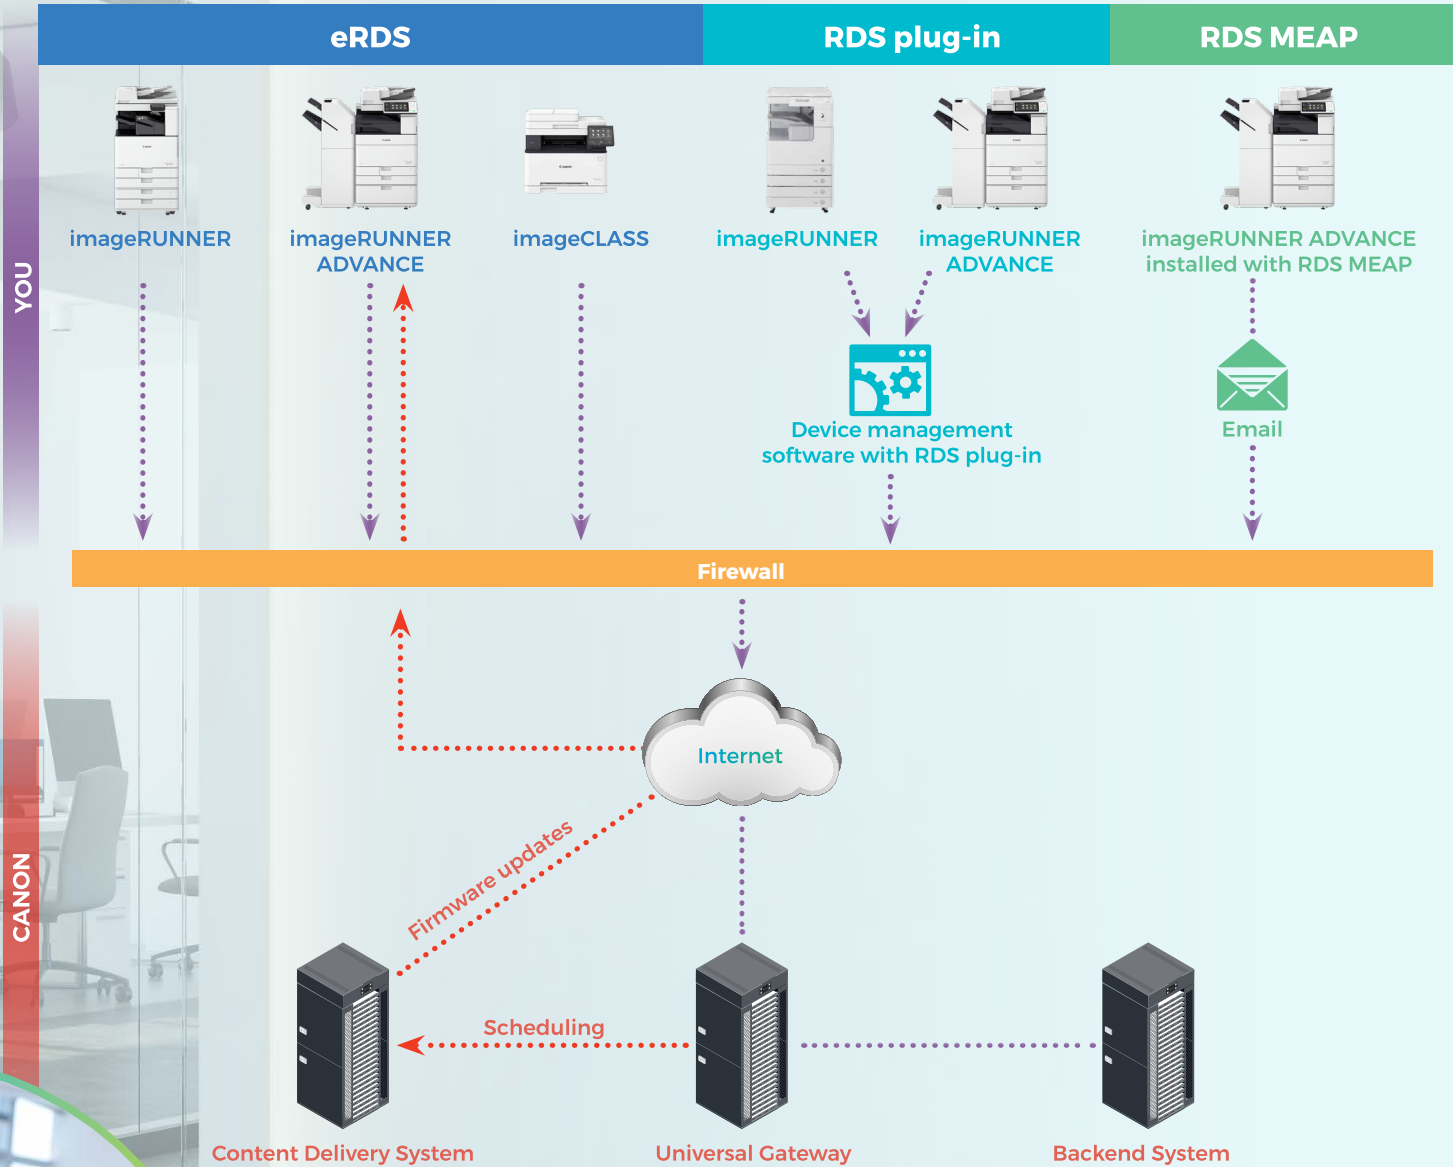 eRDS
RDS plug-in
RDS MEAP
imageRUNNER
imageRUNNER
ADVANCE
imageCLASS
imageRUNNER
imageRUNNER
ADVANCE
imageRUNNER ADVANCE
installed with RDS MEAP
YOU
Device management
software with RDS plug-in
Email
Firewall
Internet
Firmware updates
CANON
Scheduling
Content Delivery System
Universal Gateway
Backend System